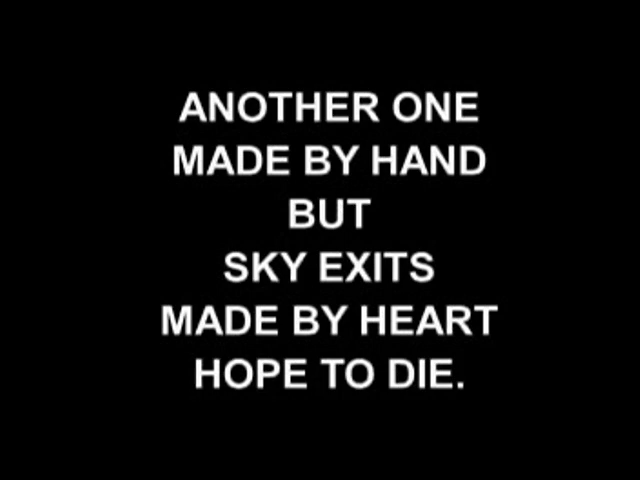 ANOTHER ONE
MADE BY HAND
BUT
SKY EXITS
MADE BY HEART
HOPE TO DIE.